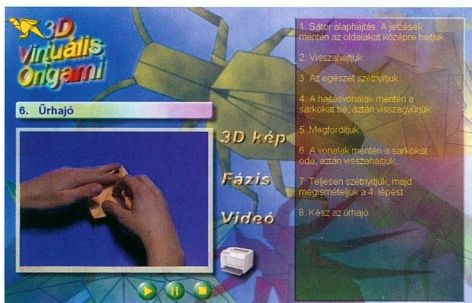 3D
Virtuális
Origami
6. Űrhajó
3D kép
Fázis
Videó
1. Sátor alaphajtás. A jelzések
mentén az oldalakat középre hajtjuk.
2. Visszahajtjuk.
3. Az egészet szétnyitjuk.
4. A hajtásvonalak mentén a
sarkokat be, aztán visszagyűrjük.
5. Megfordítjuk.
6. A vonalak mentén a sarkokat
oda, aztán visszahajtjuk.
7. Teljesen szétnyitjuk, majd
megismételjük a 4. lépést.
8. Kész az űrhajó.